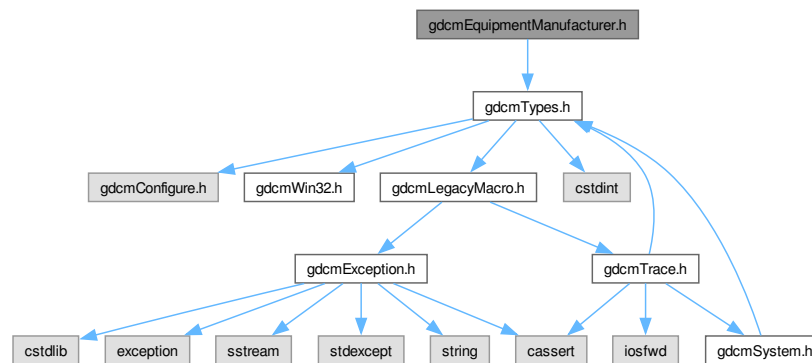 gdcmEquipmentManufacturer.h
gdcmTypes.h
gdcmConfigure.h
gdcmWin32.h
gdcmLegacyMacro.h
cstdint
gdcmException.h
gdcmTrace.h
cstdlib
exception
sstream
stdexcept
string
cassert
iosfwd
gdcmSystem.h